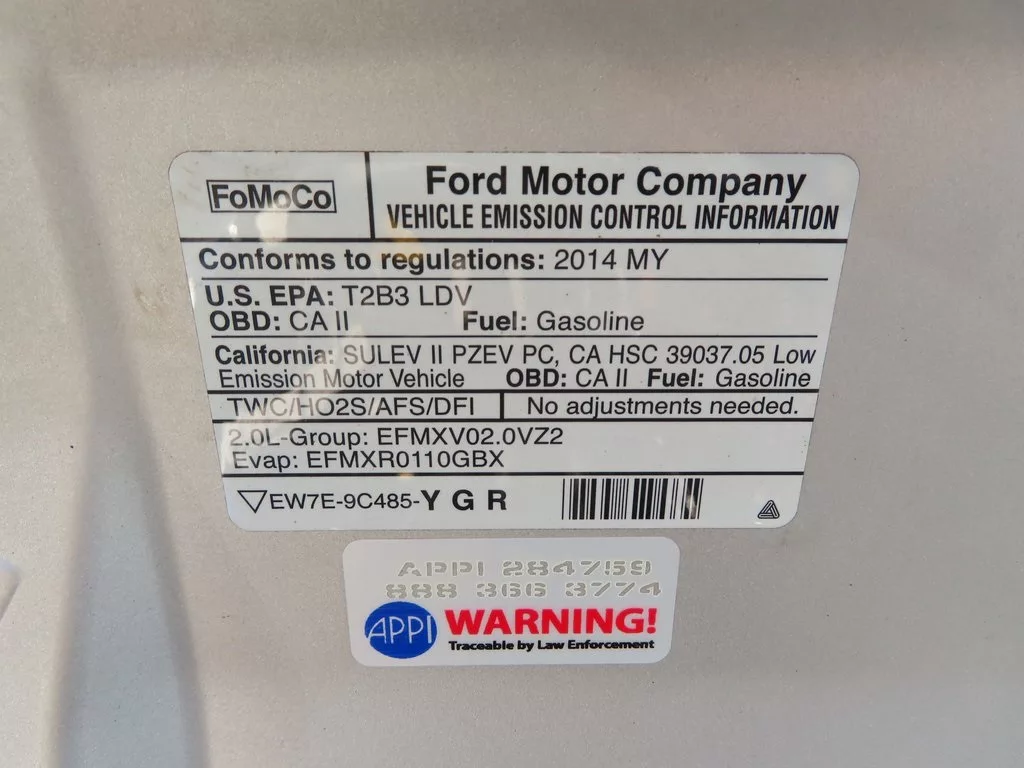 FoMoCo
Ford Motor Company
VEHICLE EMISSION CONTROL INFORMATION
Conforms to regulations: 2014 MY
U.S. EPA: T2B3 LDV
OBD: CA II Fuel: Gasoline
California: SULEV II PZEV PC, CA HSC 39037.05 Low
Emission Motor Vehicle OBD: CA II Fuel: Gasoline
TWC/HO2S/AFS/DFI No adjustments needed.
2.0L-Group: EFMXV02.0VZ2
Evap: EFMXR0110GBX
EW7E-9C485-Y G R
APPI 284759
888 366 3774
APPI
WARNING!
Traceable by Law Enforcement